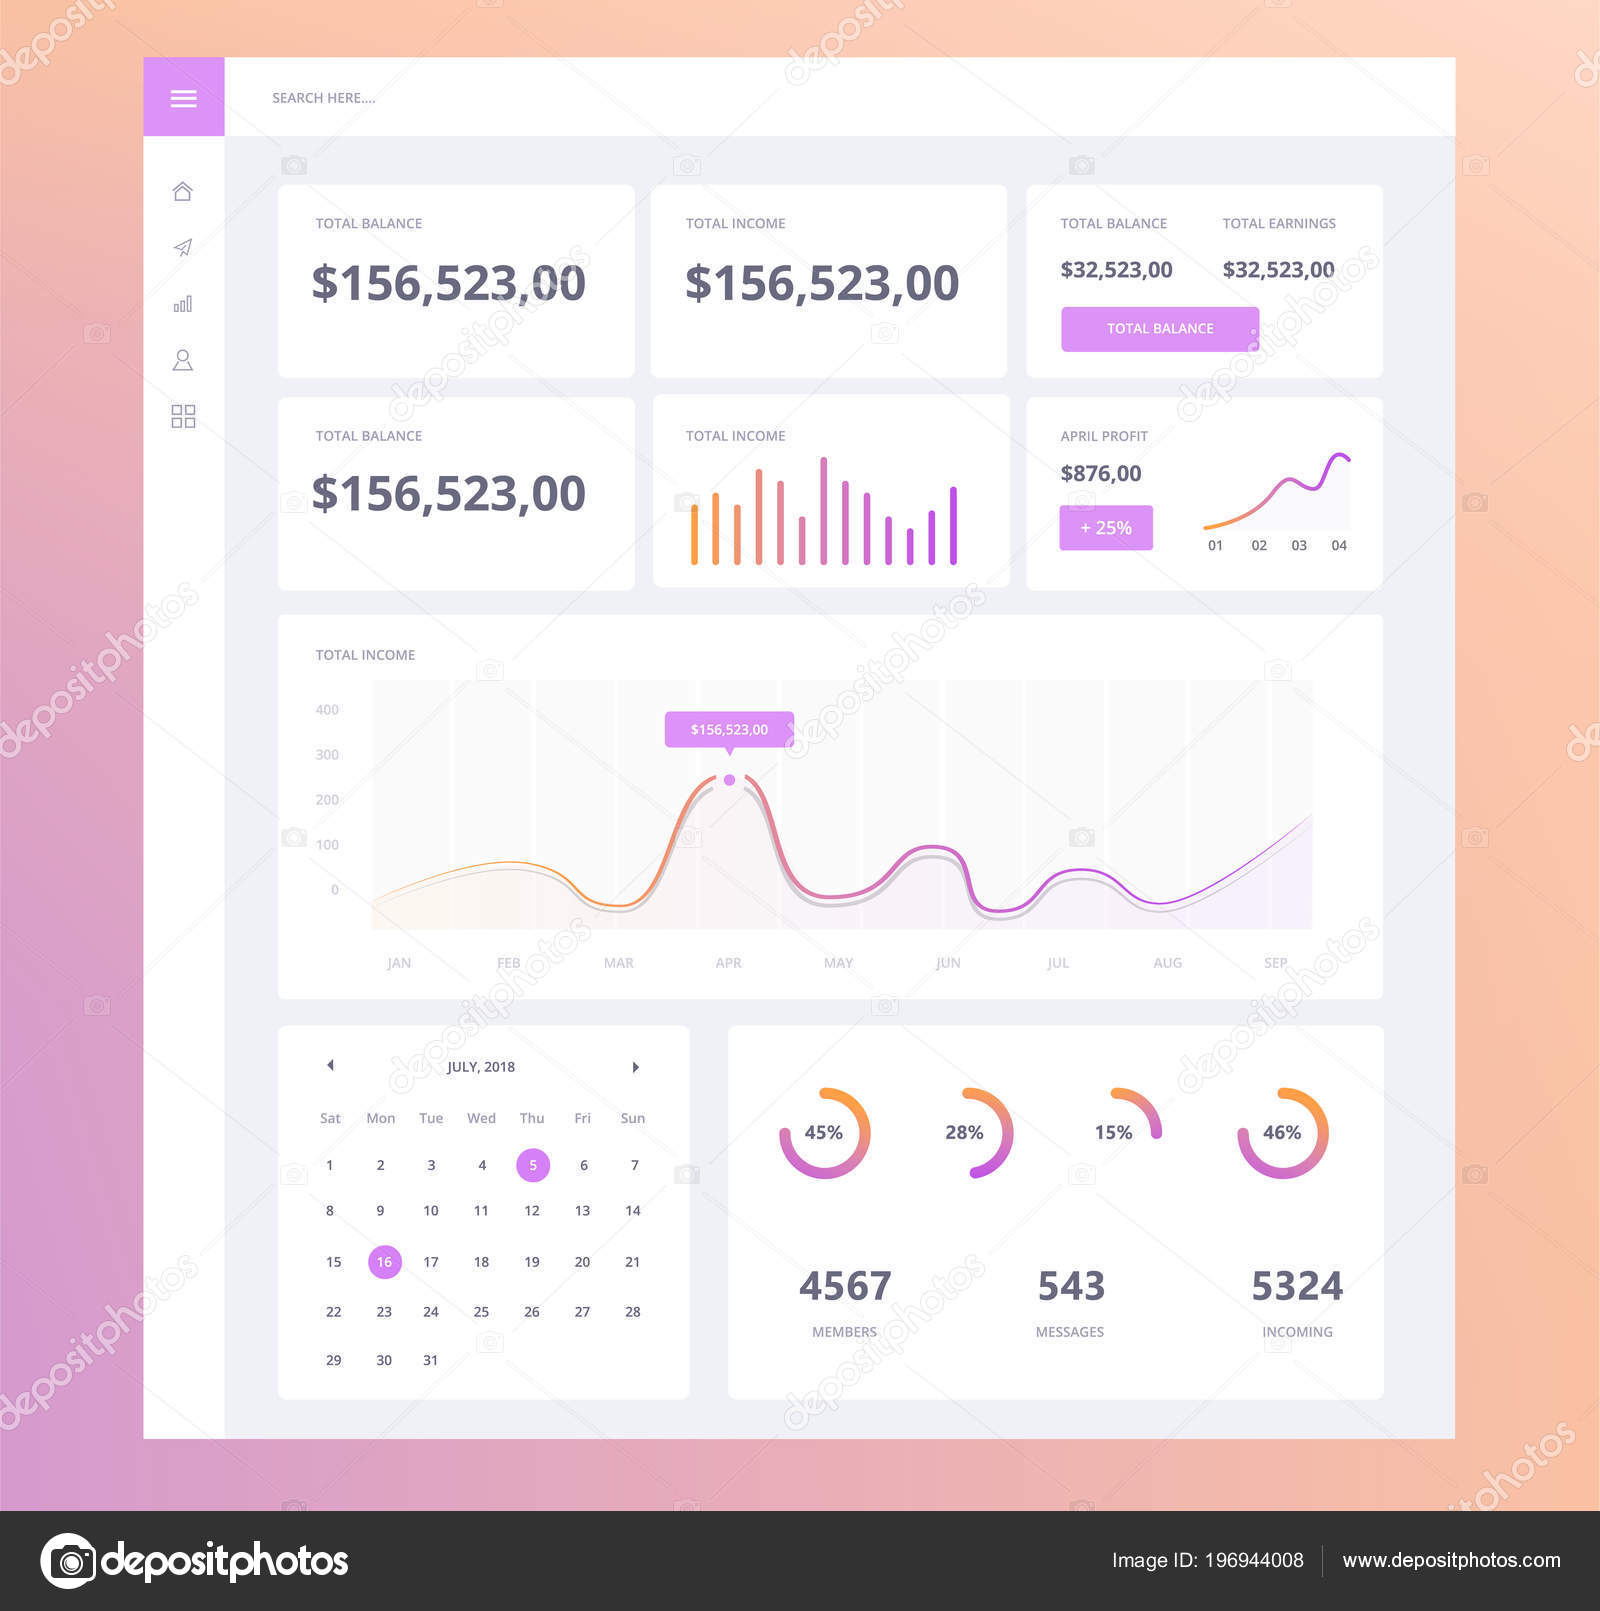 SEARCH HERE....
TOTAL BALANCE
$156,523,00
TOTAL INCOME
$156,523,00
TOTAL BALANCE TOTAL EARNINGS
$32,523,00 $32,523,00
TOTAL BALANCE
TOTAL BALANCE
$156,523,00
TOTAL INCOME
APRIL PROFIT
$876,00
+ 25%
01 02 03 04
TOTAL INCOME
400
300
200
100
0
$156,523,00
JAN FEB MAR APR MAY JUN JUL AUG SEP
JULY, 2018
Sat Mon Tue Wed Thu Fri Sun
1 2 3 4 5 6 7
8 9 10 11 12 13 14
15 16 17 18 19 20 21
22 23 24 25 26 27 28
29 30 31
45% 28% 15% 46%
4567 543 5324
MEMBERS MESSAGES INCOMING
depositphotos
Image ID: 196944008 www.depositphotos.com